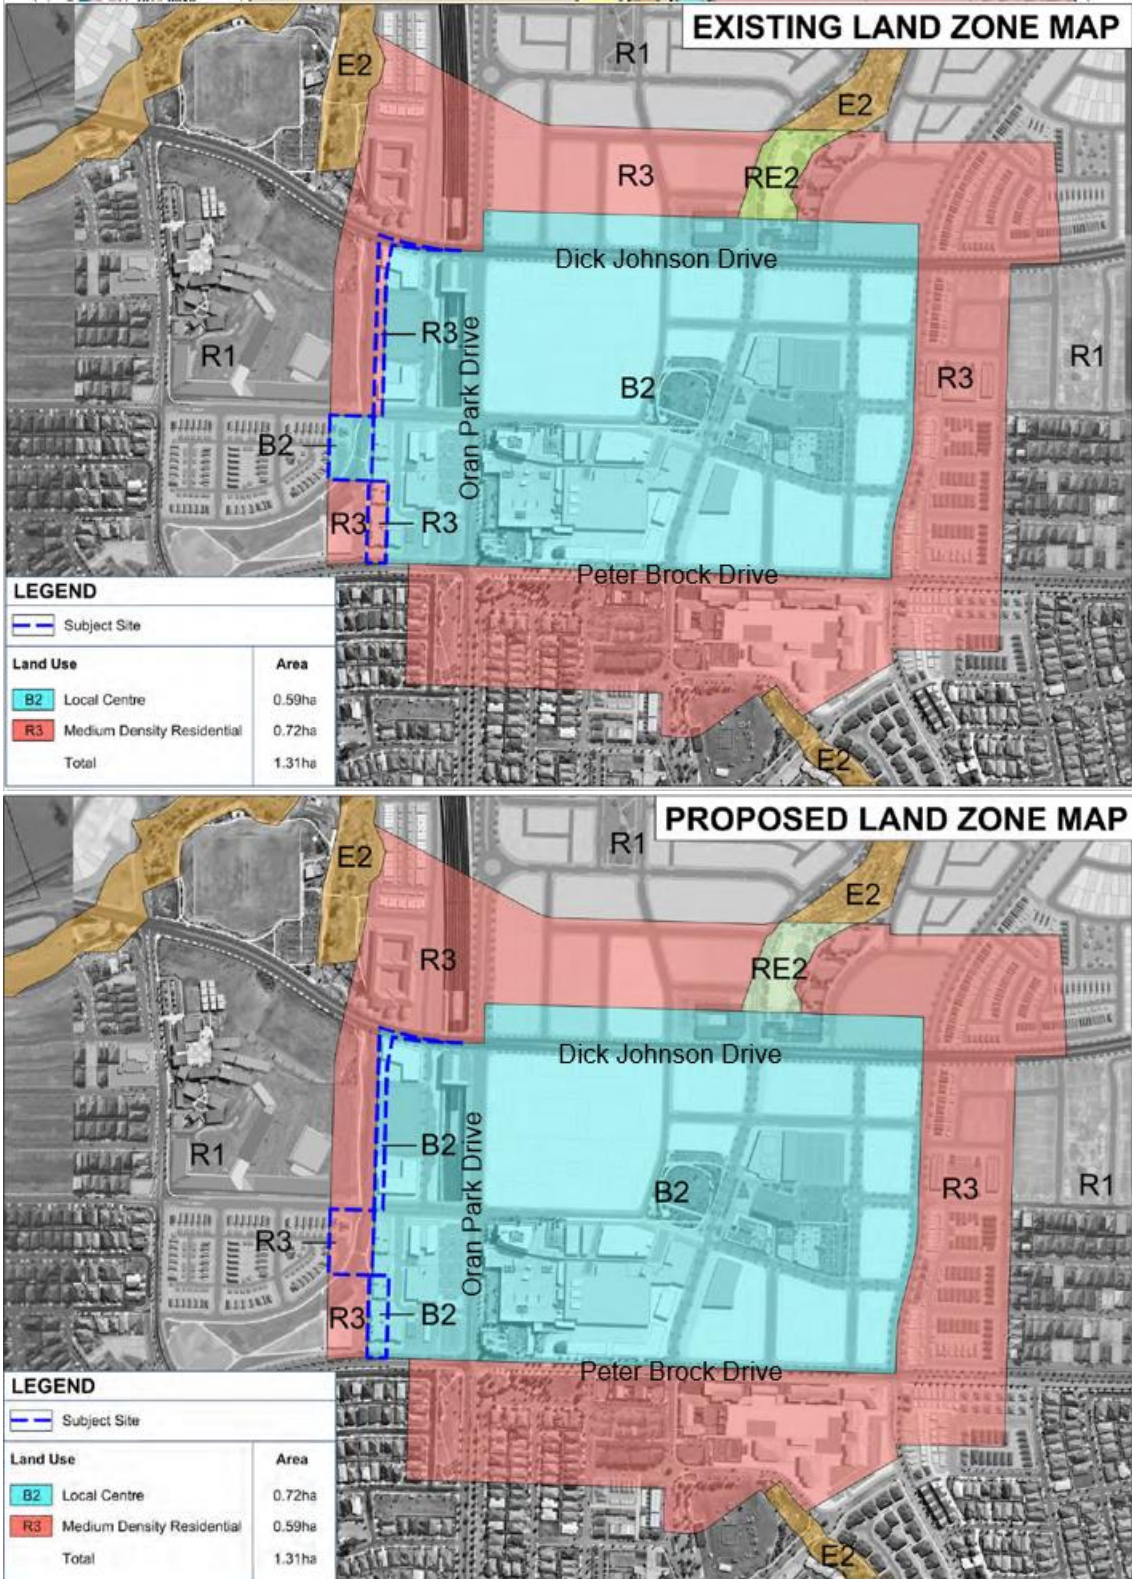 EXISTING LAND ZONE MAP
E2
R1
E2
R3
RE2
Dick Johnson Drive
R3
Oran Park Drive
R1
R1
B2
R3
B2
R3
R3
Peter Brock Drive
E2
LEGEND
Subject Site
Land Use Area
B2 Local Centre 0.59ha
R3 Medium Density Residential 0.72ha
Total 1.31ha
PROPOSED LAND ZONE MAP
E2
R1
E2
R3
RE2
Dick Johnson Drive
B2
Oran Park Drive
R1
B2
R3
R1
R3
R3
B2
Peter Brock Drive
E2
LEGEND
Subject Site
Land Use Area
B2 Local Centre 0.72ha
R3 Medium Density Residential 0.59ha
Total 1.31ha